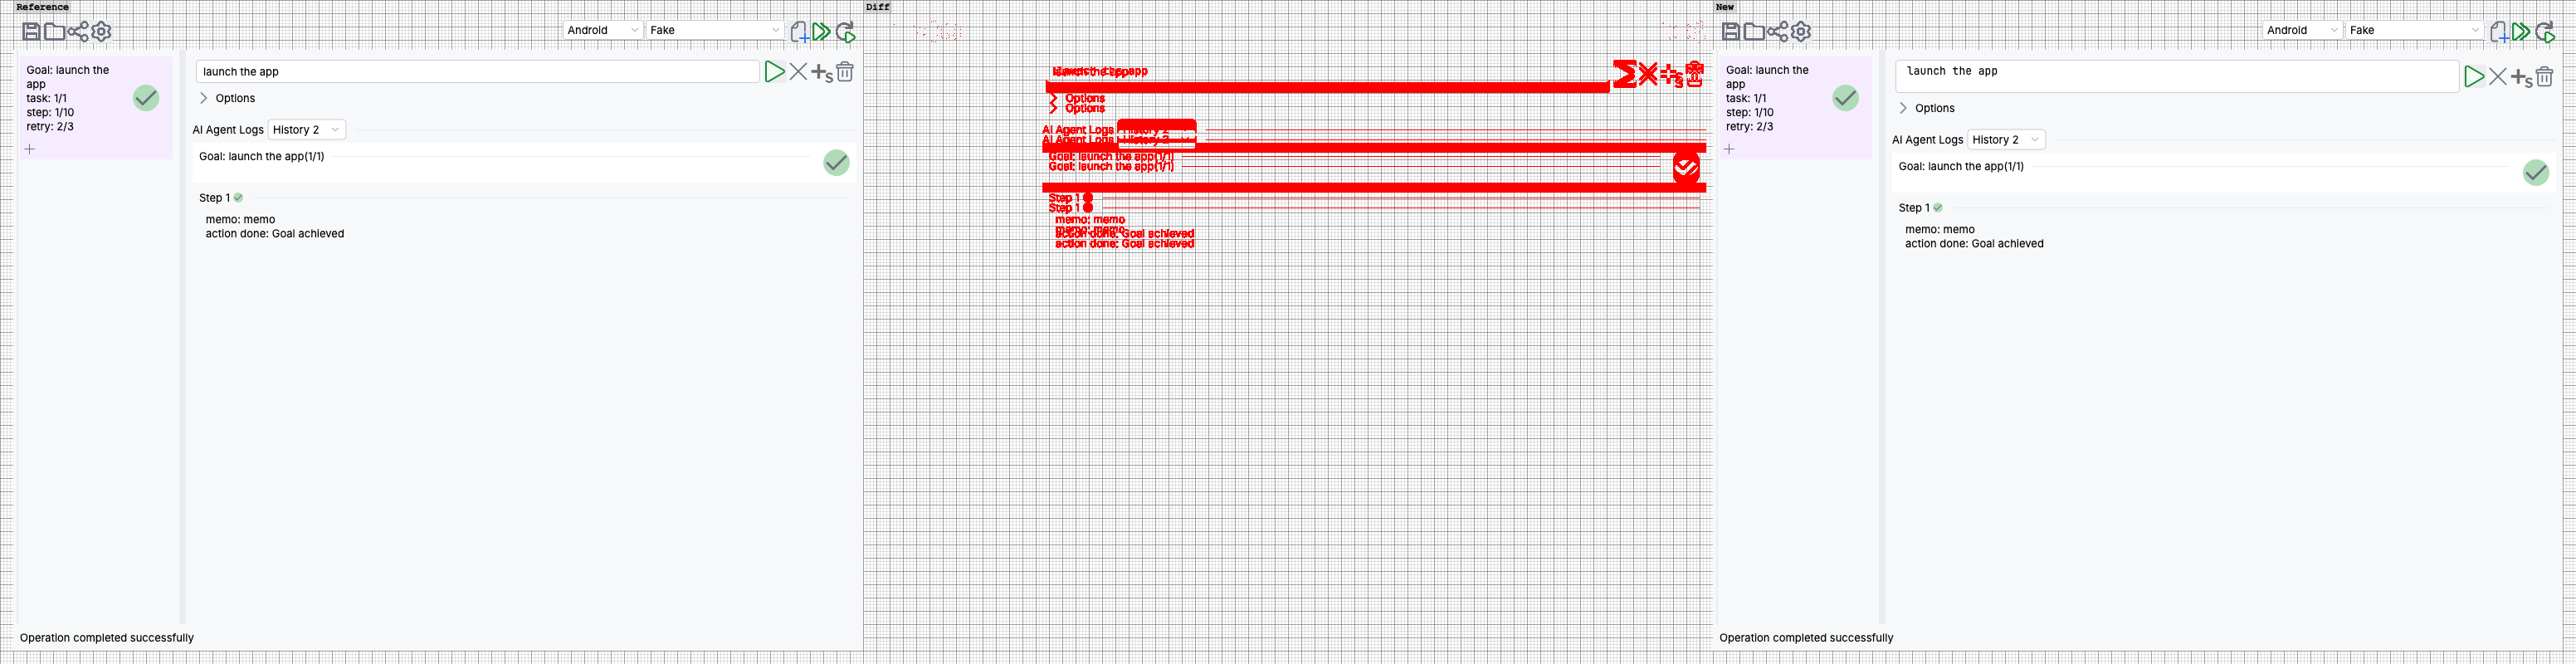 Reference
Android
Fake
Goal: launch the
app
task: 1/1
step: 1/10
retry: 2/3
launch the app
S
Options
AI Agent Logs History 2
Goal: launch the app(1/1)
Step 1
memo: memo
action done: Goal achieved
Operation completed successfully
Diff
launch the app
Options
Options
AI Agent Logs History 2
AI Agent Logs History 2
Goal: launch the app(1/1)
Goal: launch the app(1/1)
Step 1
Step 1
memo: memo
memo: memo
action done: Goal achieved
action done: Goal achieved
New
Android
Fake
Goal: launch the
app
task: 1/1
step: 1/10
retry: 2/3
launch the app
S
Options
AI Agent Logs History 2
Goal: launch the app(1/1)
Step 1
memo: memo
action done: Goal achieved
Operation completed successfully